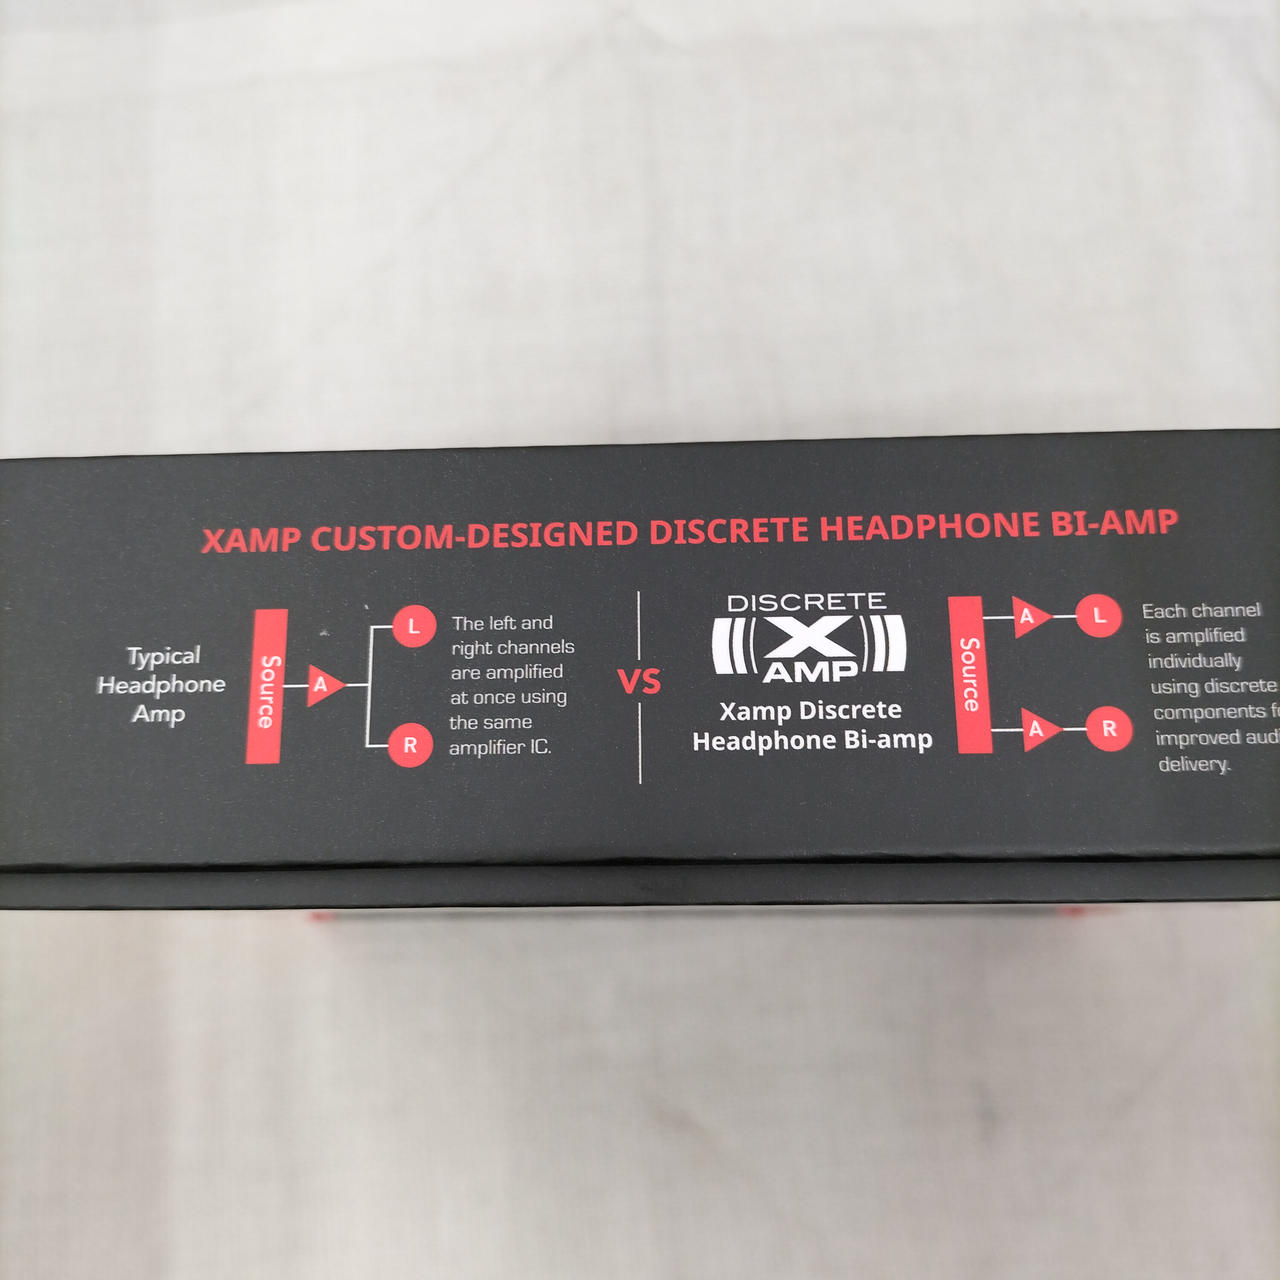 XAMP CUSTOM-DESIGNED DISCRETE HEADPHONE BI-AMP
Typical
Headphone
Amp
Source
A
L
R
The left and
right channels
are amplified
at once using
the same
amplifier IC.
VS
DISCRETE
X
AMP
Xamp Discrete
Headphone Bi-amp
Source
A
L
A
R
Each channel
is amplified
individually
using discrete
components
improved
delivery.